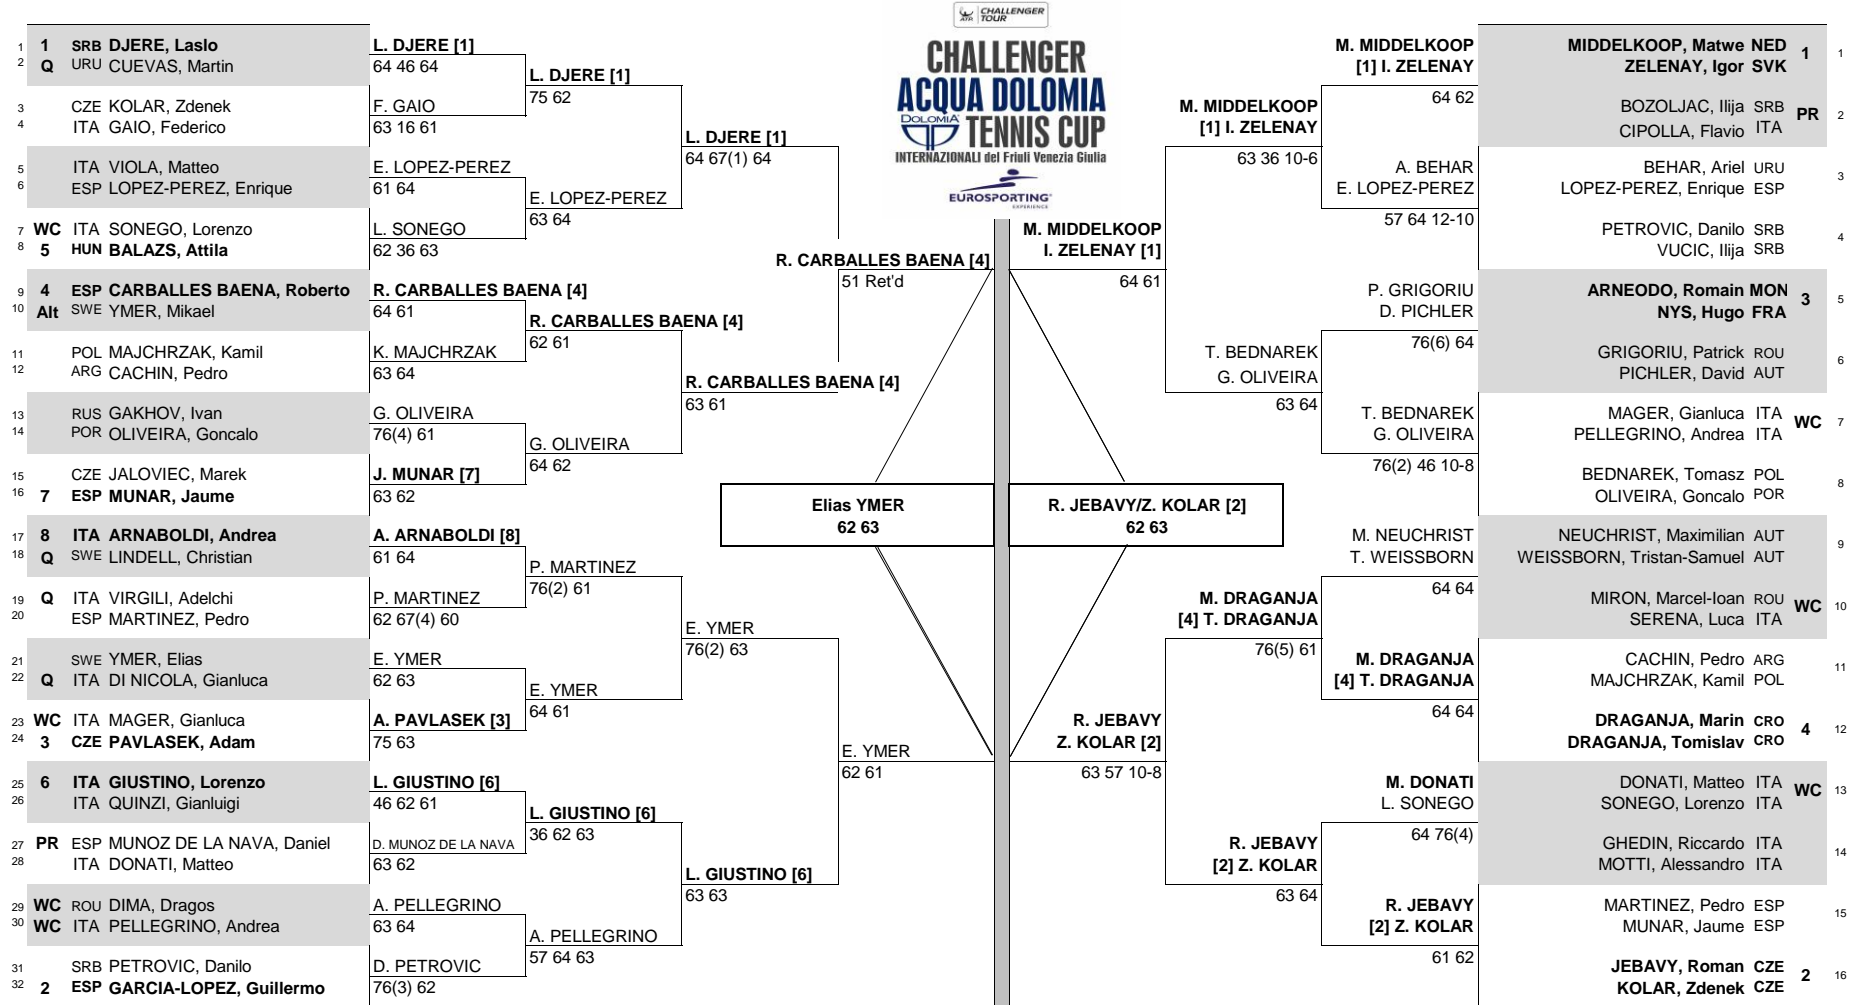 CHALLENGER
TOUR
ATP
CHALLENGER
ACQUA DOLOMIA
DOLOMIA
TENNIS CUP
INTERNAZIONALI del Friuli Venezia Giulia
EUROSPORTING
EXPERIENCE
1 1 SRB DJERE, Laslo
2 Q URU CUEVAS, Martin
3 CZE KOLAR, Zdenek
4 ITA GAIO, Federico
5 ITA VIOLA, Matteo
6 ESP LOPEZ-PEREZ, Enrique
7 WC ITA SONEGO, Lorenzo
8 5 HUN BALAZS, Attila
9 4 ESP CARBALLES BAENA, Roberto
10 Alt SWE YMER, Mikael
11 POL MAJCHRZAK, Kamil
12 ARG CACHIN, Pedro
13 RUS GAKHOV, Ivan
14 POR OLIVEIRA, Goncalo
15 CZE JALOVIEC, Marek
16 7 ESP MUNAR, Jaume
17 8 ITA ARNABOLDI, Andrea
18 Q SWE LINDELL, Christian
19 Q ITA VIRGILI, Adelchi
20 ESP MARTINEZ, Pedro
21 SWE YMER, Elias
22 Q ITA DI NICOLA, Gianluca
23 WC ITA MAGER, Gianluca
24 3 CZE PAVLASEK, Adam
25 6 ITA GIUSTINO, Lorenzo
26 ITA QUINZI, Gianluigi
27 PR ESP MUNOZ DE LA NAVA, Daniel
28 ITA DONATI, Matteo
29 WC ROU DIMA, Dragos
30 WC ITA PELLEGRINO, Andrea
31 SRB PETROVIC, Danilo
32 2 ESP GARCIA-LOPEZ, Guillermo
L. DJERE [1]
64 46 64
F. GAIO
63 16 61
E. LOPEZ-PEREZ
61 64
L. SONEGO
62 36 63
R. CARBALLES BAENA [4]
64 61
K. MAJCHRZAK
63 64
G. OLIVEIRA
76(4) 61
J. MUNAR [7]
63 62
A. ARNABOLDI [8]
61 64
P. MARTINEZ
62 67(4) 60
E. YMER
62 63
A. PAVLASEK [3]
75 63
L. GIUSTINO [6]
46 62 61
D. MUNOZ DE LA NAVA
63 62
A. PELLEGRINO
63 64
D. PETROVIC
76(3) 62
L. DJERE [1]
75 62
E. LOPEZ-PEREZ
63 64
R. CARBALLES BAENA [4]
62 61
G. OLIVEIRA
64 62
P. MARTINEZ
76(2) 61
E. YMER
64 61
L. GIUSTINO [6]
36 62 63
A. PELLEGRINO
57 64 63
L. DJERE [1]
64 67(1) 64
R. CARBALLES BAENA [4]
63 61
E. YMER
76(2) 63
L. GIUSTINO [6]
63 63
R. CARBALLES BAENA [4]
51 Ret'd
E. YMER
62 61
Elias YMER
62 63
R. JEBAVY/Z. KOLAR [2]
62 63
M. MIDDELKOOP
I. ZELENAY [1]
64 61
R. JEBAVY
Z. KOLAR [2]
63 57 10-8
M. MIDDELKOOP
[1] I. ZELENAY
63 36 10-6
T. BEDNAREK
G. OLIVEIRA
63 64
M. DRAGANJA
[4] T. DRAGANJA
76(5) 61
R. JEBAVY
[2] Z. KOLAR
63 64
M. MIDDELKOOP
[1] I. ZELENAY
64 62
A. BEHAR
E. LOPEZ-PEREZ
57 64 12-10
P. GRIGORIU
D. PICHLER
76(6) 64
T. BEDNAREK
G. OLIVEIRA
76(2) 46 10-8
M. NEUCHRIST
T. WEISSBORN
64 64
M. DRAGANJA
[4] T. DRAGANJA
64 64
M. DONATI
L. SONEGO
64 76(4)
R. JEBAVY
[2] Z. KOLAR
61 62
MIDDELKOOP, Matwe NED 1 1
ZELENAY, Igor SVK
BOZOLJAC, Ilija SRB PR 2
CIPOLLA, Flavio ITA
BEHAR, Ariel URU 3
LOPEZ-PEREZ, Enrique ESP
PETROVIC, Danilo SRB 4
VUCIC, Ilija SRB
ARNEODO, Romain MON 3 5
NYS, Hugo FRA
GRIGORIU, Patrick ROU 6
PICHLER, David AUT
MAGER, Gianluca ITA WC 7
PELLEGRINO, Andrea ITA
BEDNAREK, Tomasz POL 8
OLIVEIRA, Goncalo POR
NEUCHRIST, Maximilian AUT 9
WEISSBORN, Tristan-Samuel AUT
MIRON, Marcel-Ioan ROU WC 10
SERENA, Luca ITA
CACHIN, Pedro ARG 11
MAJCHRZAK, Kamil POL
DRAGANJA, Marin CRO 4 12
DRAGANJA, Tomislav CRO
DONATI, Matteo ITA WC 13
SONEGO, Lorenzo ITA
GHEDIN, Riccardo ITA 14
MOTTI, Alessandro ITA
MARTINEZ, Pedro ESP 15
MUNAR, Jaume ESP
JEBAVY, Roman CZE 2 16
KOLAR, Zdenek CZE